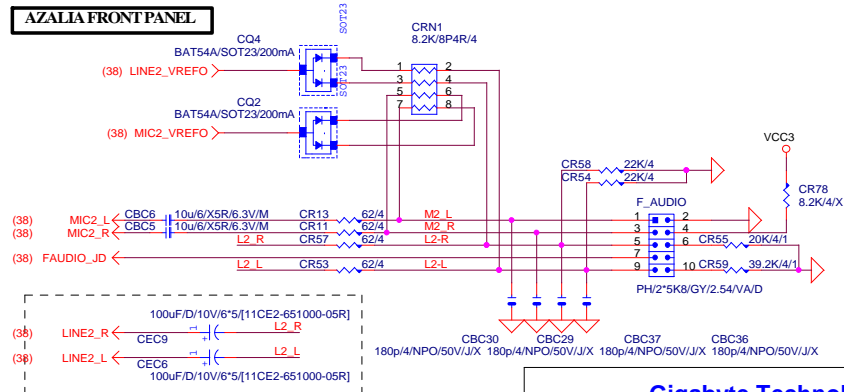 AZALIA FRONT PANEL
SOT23
CQ4
BAT54A/SOT23/200mA
CRN1
8.2K/8P4R/4
(38) LINE2_VREFO
1 2
3 4
5 6
7 8
SOT23
CQ2
BAT54A/SOT23/200mA
(38) MIC2_VREFO
VCC3
CR58 22K/4
CR54 22K/4
CR78
8.2K/4/X
F_AUDIO
(38) MIC2_L CBC6 10u/6/X5R/6.3V/M CR13 62/4 M2_L 1 2
(38) MIC2_R CBC5 10u/6/X5R/6.3V/M CR11 62/4 M2_R 3 4
L2_R CR57 62/4 L2-R 5 6 CR55 20K/4/1
(38) FAUDIO_JD 7
L2_L CR53 62/4 L2-L 9 10 CR59 39.2K/4/1
PH/2*5K8/GY/2.54/VA/D
100uF/D/10V/6*5/[11CE2-651000-05R]
(38) LINE2_R 1 + L2_R
CEC9
(38) LINE2_L 1 + L2_L
CEC6
100uF/D/10V/6*5/[11CE2-651000-05R]
CBC30 CBC29 CBC37 CBC36
180p/4/NPO/50V/J/X 180p/4/NPO/50V/J/X 180p/4/NPO/50V/J/X 180p/4/NPO/50V/J/X